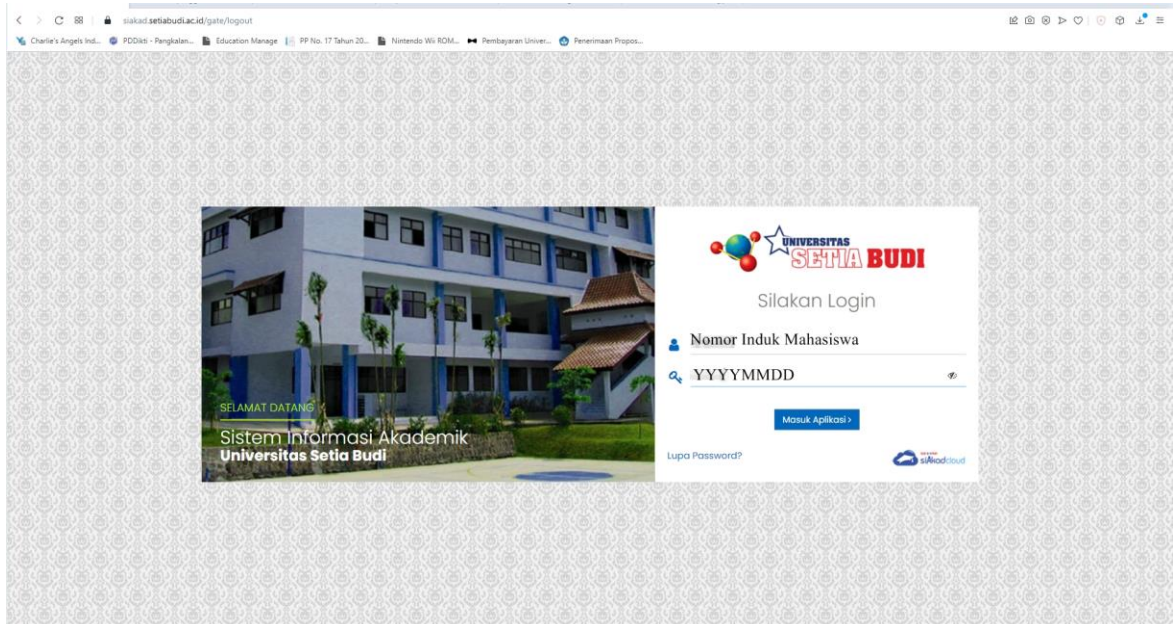 siakad.setiabudi.ac.id/gate/logout
Charlie's Angels Ind... PDDikti - Pangkalan... Education Manage PP No. 17 Tahun 20... Nintendo Wii ROM... Pembayaran Univer... Penerimaan Propos...
UNIVERSITAS
SETIA BUDI
Silakan Login
Nomor Induk Mahasiswa
YYYYMMDD
Masuk Aplikasi >
Lupa Password?
siAkadcloud
SELAMAT DATANG
Sistem Informasi Akademik
Universitas Setia Budi